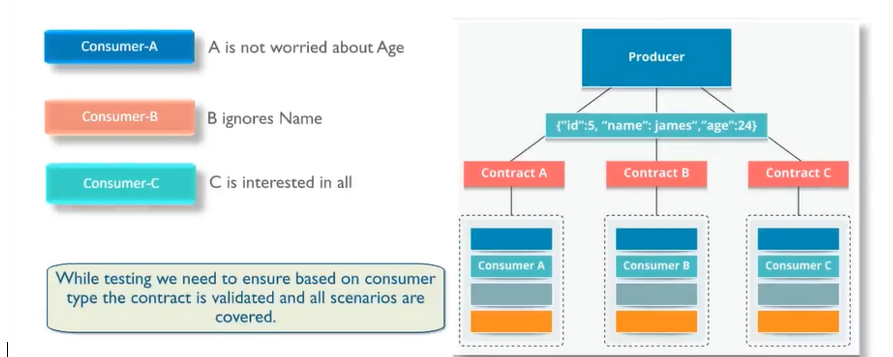 Consumer-A
A is not worried about Age
Consumer-B
B ignores Name
Consumer-C
C is interested in all
While testing we need to ensure based on consumer
type the contract is validated and all scenarios are
covered.
Producer
{"id":5, "name": james","age":24}
Contract A
Contract B
Contract C
Consumer A
Consumer B
Consumer C